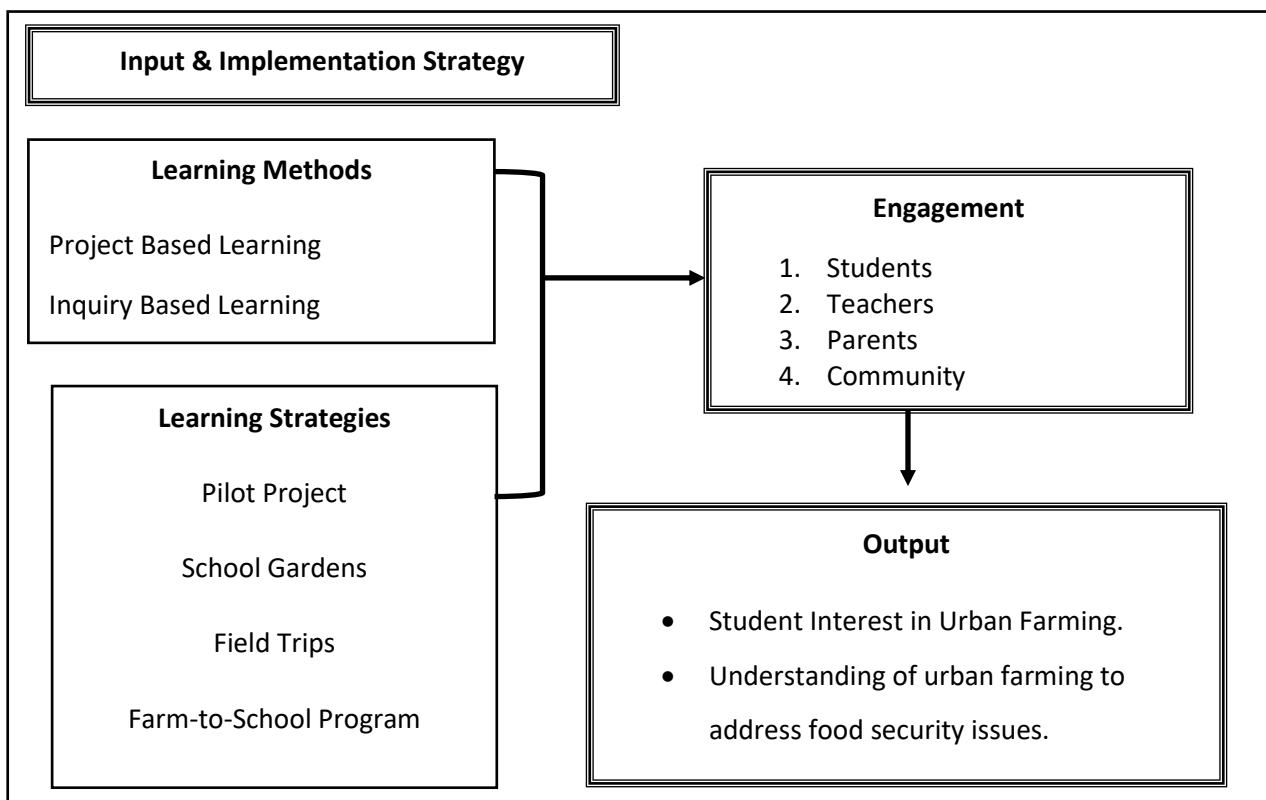 Input & Implementation Strategy
Learning Methods
Project Based Learning
Inquiry Based Learning
Learning Strategies
Pilot Project
School Gardens
Field Trips
Farm-to-School Program
Engagement
1. Students
2. Teachers
3. Parents
4. Community
Output
• Student Interest in Urban Farming.
• Understanding of urban farming to
address food security issues.